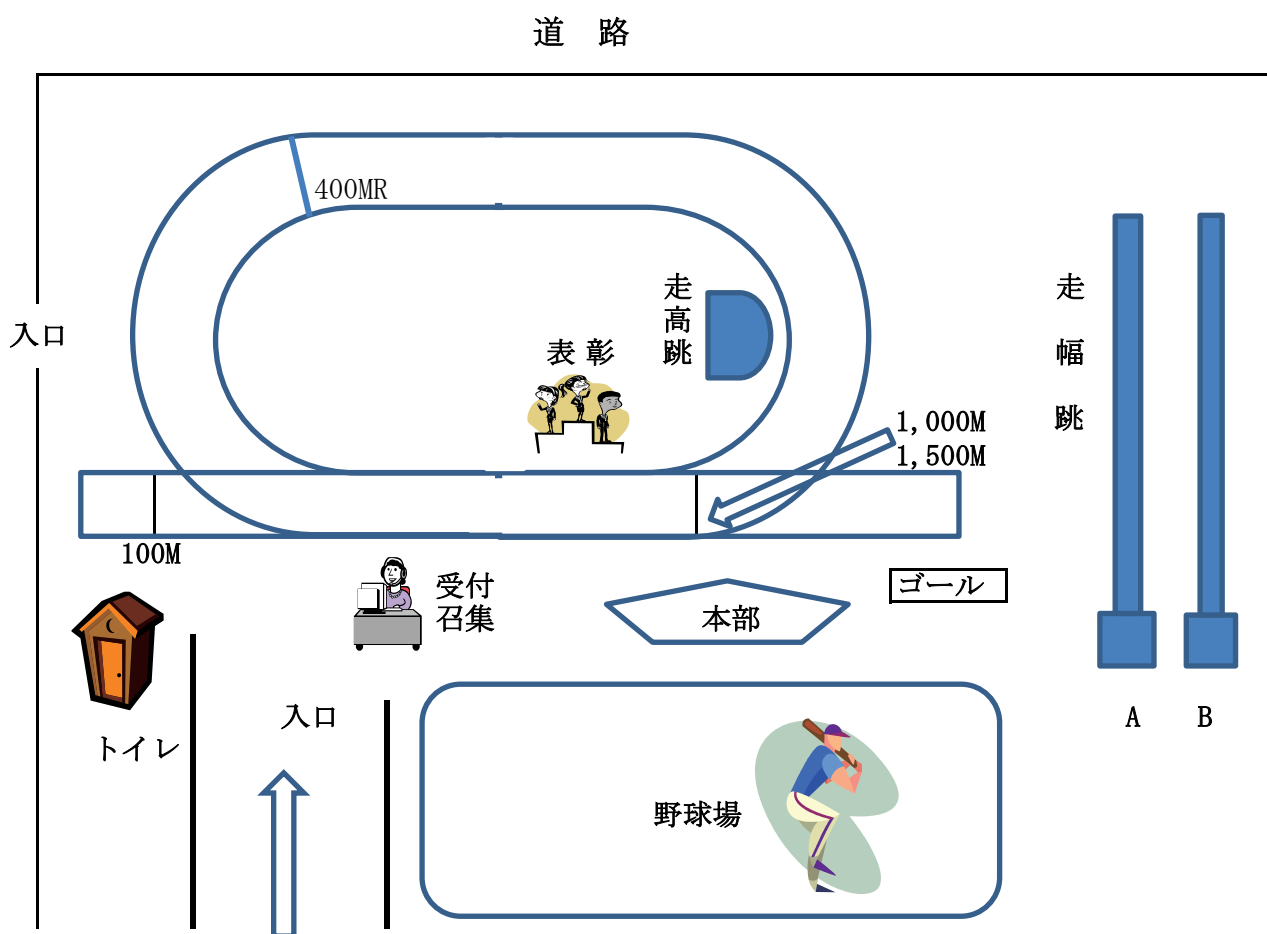 道　路
400MR
入口
走高跳
表 彰
走幅跳
1,000M
1,500M
100M
受付
召集
本部
ゴール
トイレ
入口
野球場
A
B